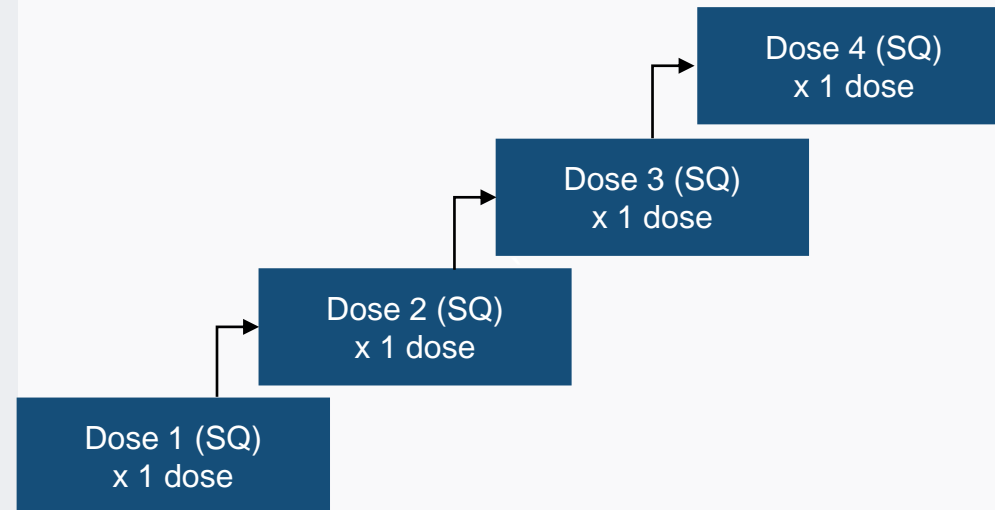 Dose 4 (SQ)
x 1 dose
Dose 3 (SQ)
x 1 dose
Dose 2 (SQ)
x 1 dose
Dose 1 (SQ)
x 1 dose